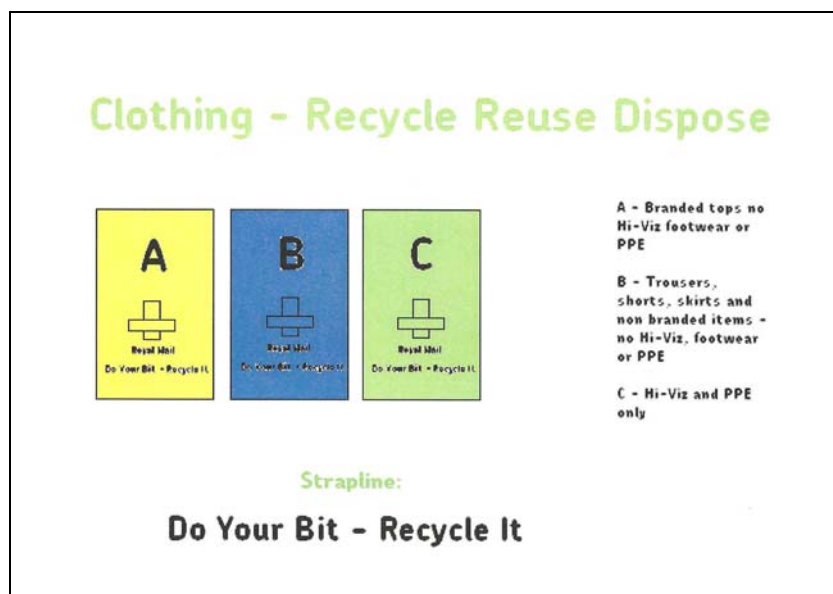 Clothing - Recycle Reuse Dispose
A
Royal Mail
Do Your Bit - Recycle It
B
Royal Mail
Do Your Bit - Recycle It
C
Royal Mail
Do Your Bit - Recycle It
A - Branded tops no
Hi-Viz footwear or
PPE
B - Trousers,
shorts, skirts and
non branded items -
no Hi-Viz, footwear
or PPE
C - Hi-Viz and PPE
only
Strapline:
Do Your Bit - Recycle It